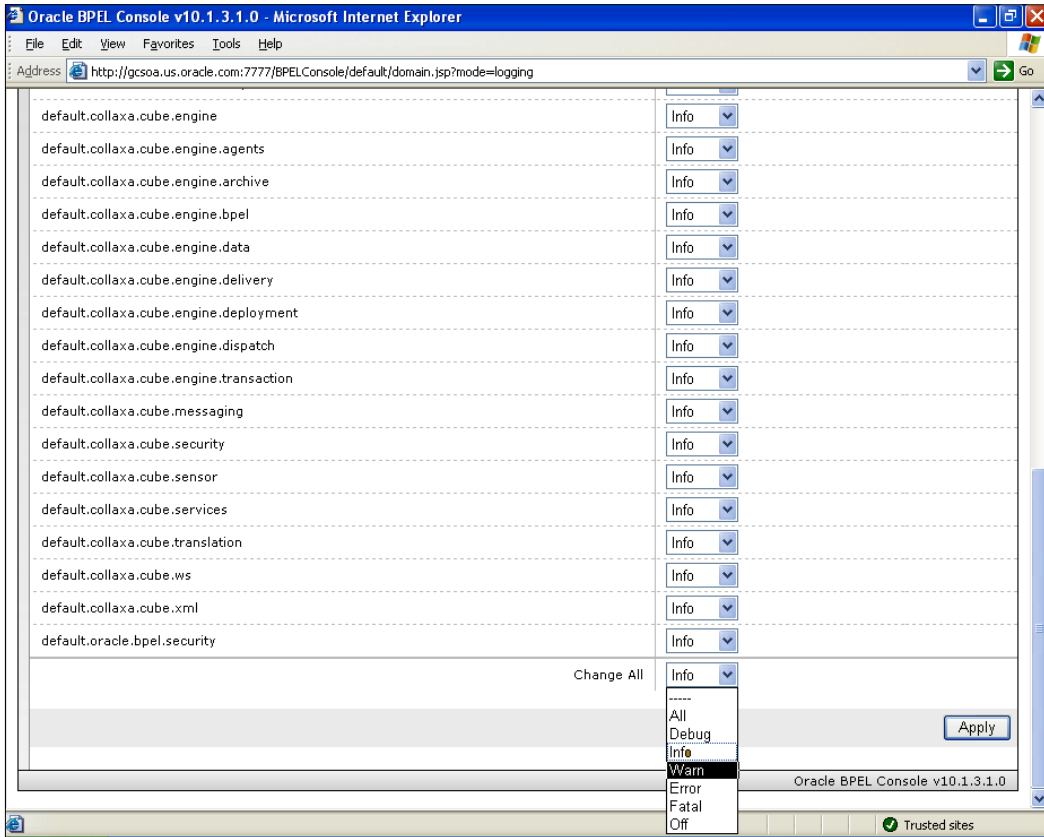 Oracle BPEL Console v10.1.3.1.0 - Microsoft Internet Explorer
File Edit View Favorites Tools Help
Address http://gcsoa.us.oracle.com:7777/BPELConsole/default/domain.jsp?mode=logging Go
default.collaxa.cube.engine Info
default.collaxa.cube.engine.agents Info
default.collaxa.cube.engine.archive Info
default.collaxa.cube.engine.bpel Info
default.collaxa.cube.engine.data Info
default.collaxa.cube.engine.delivery Info
default.collaxa.cube.engine.deployment Info
default.collaxa.cube.engine.dispatch Info
default.collaxa.cube.engine.transaction Info
default.collaxa.cube.messaging Info
default.collaxa.cube.security Info
default.collaxa.cube.sensor Info
default.collaxa.cube.services Info
default.collaxa.cube.translation Info
default.collaxa.cube.ws Info
default.collaxa.cube.xml Info
default.oracle.bpel.security Info
Change All Info
-----
All
Debug
Info
Warn
Error
Fatal
Off
Apply
Oracle BPEL Console v10.1.3.1.0
Trusted sites